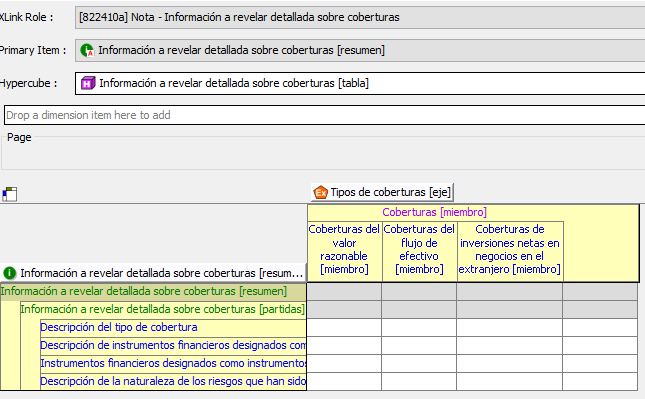 XLink Role :
[822410a] Nota - Información a revelar detallada sobre coberturas
Primary Item :
Información a revelar detallada sobre coberturas [resumen]
Hypercube :
Información a revelar detallada sobre coberturas [tabla]
Drop a dimension item here to add
Page
Tipos de coberturas [eje]
Coberturas [miembro]
Coberturas del
valor
razonable
[miembro]
Coberturas del
flujo de
efectivo
[miembro]
Coberturas de
inversiones netas en
negocios en el
extranjero [miembro]
Información a revelar detallada sobre coberturas [resum...
Información a revelar detallada sobre coberturas [resumen]
Información a revelar detallada sobre coberturas [partidas]
Descripción del tipo de cobertura
Descripción de instrumentos financieros designados com
Instrumentos financieros designados como instrumentos
Descripción de la naturaleza de los riesgos que han sido